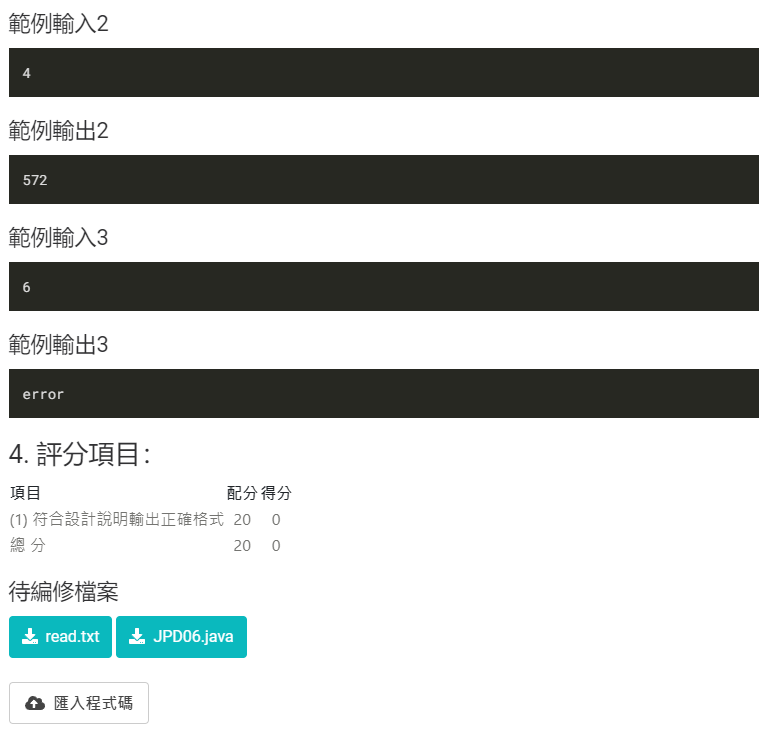 範例輸入2
4
範例輸出2
572
範例輸入3
6
範例輸出3
error
4. 評分項目：
項目 配分 得分
(1) 符合設計說明輸出正確格式 20 0
總 分 20 0
待編修檔案
read.txt JPD06.java
匯入程式碼